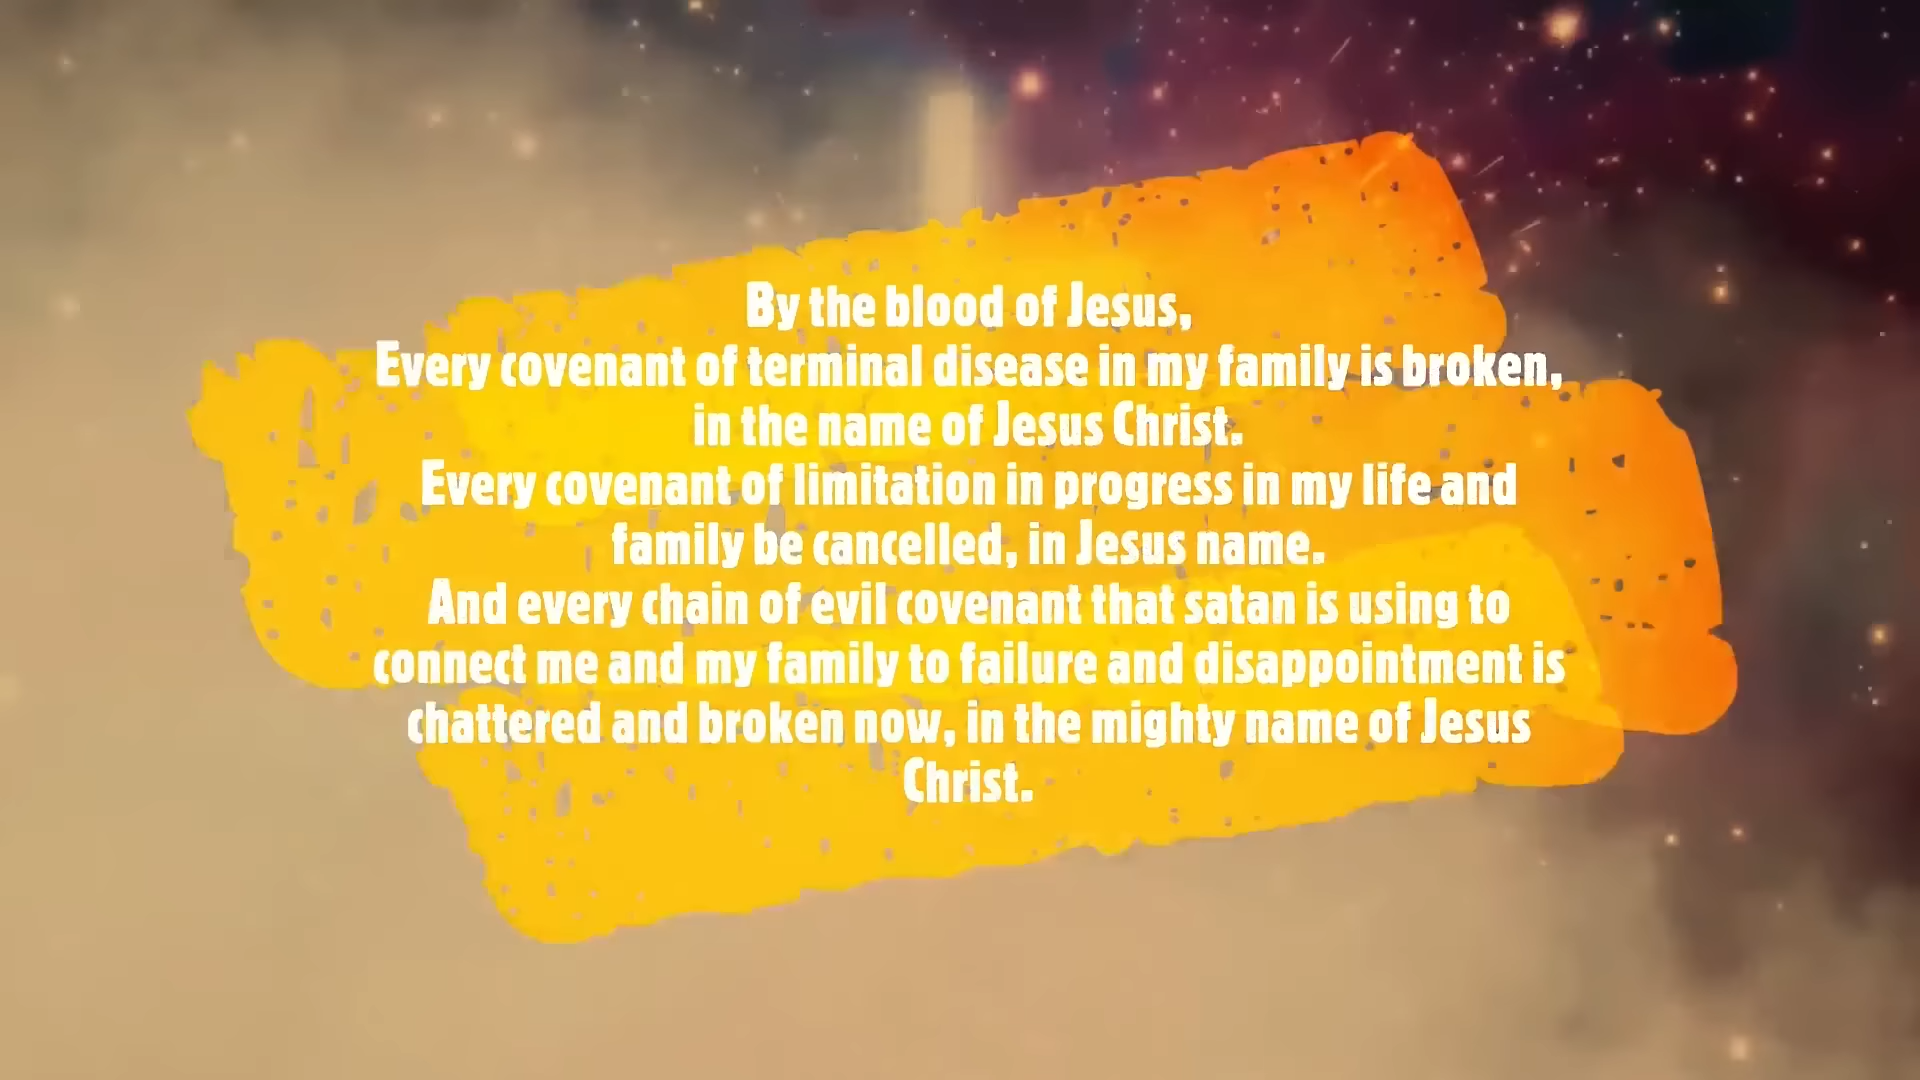 By the blood of Jesus,
Every covenant of terminal disease in my family is broken,
in the name of Jesus Christ.
Every covenant of limitation in progress in my life and
family be cancelled, in Jesus name.
And every chain of evil covenant that satan is using to
connect me and my family to failure and disappointment is
chattered and broken now, in the mighty name of Jesus
Christ.